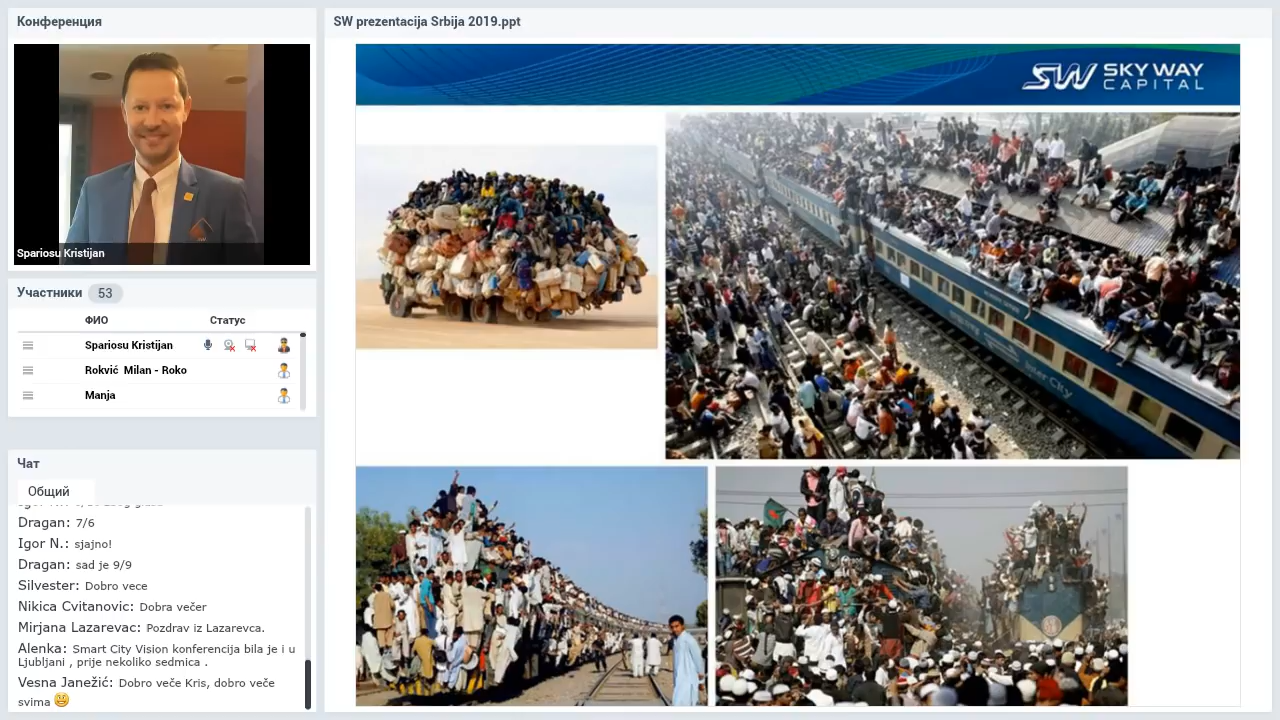 Конференция
Spariosu Kristijan
Участники 53
ФИО Статус
Spariosu Kristijan
Rokvić Milan - Roko
Manja
Чат
Общий
Dragan: 7/6
Igor N.: sjajno!
Dragan: sad je 9/9
Silvester: Dobro vece
Nikica Cvitanovic: Dobra večer
Mirjana Lazarevac: Pozdrav iz Lazarevca.
Alenka: Smart City Vision konferencija bila je i u
Ljubljani , prije nekoliko sedmica .
Vesna Janežić: Dobro veče Kris, dobro veče
svima
SW prezentacija Srbija 2019.ppt
SW SKY WAY
CAPITAL
Inter City